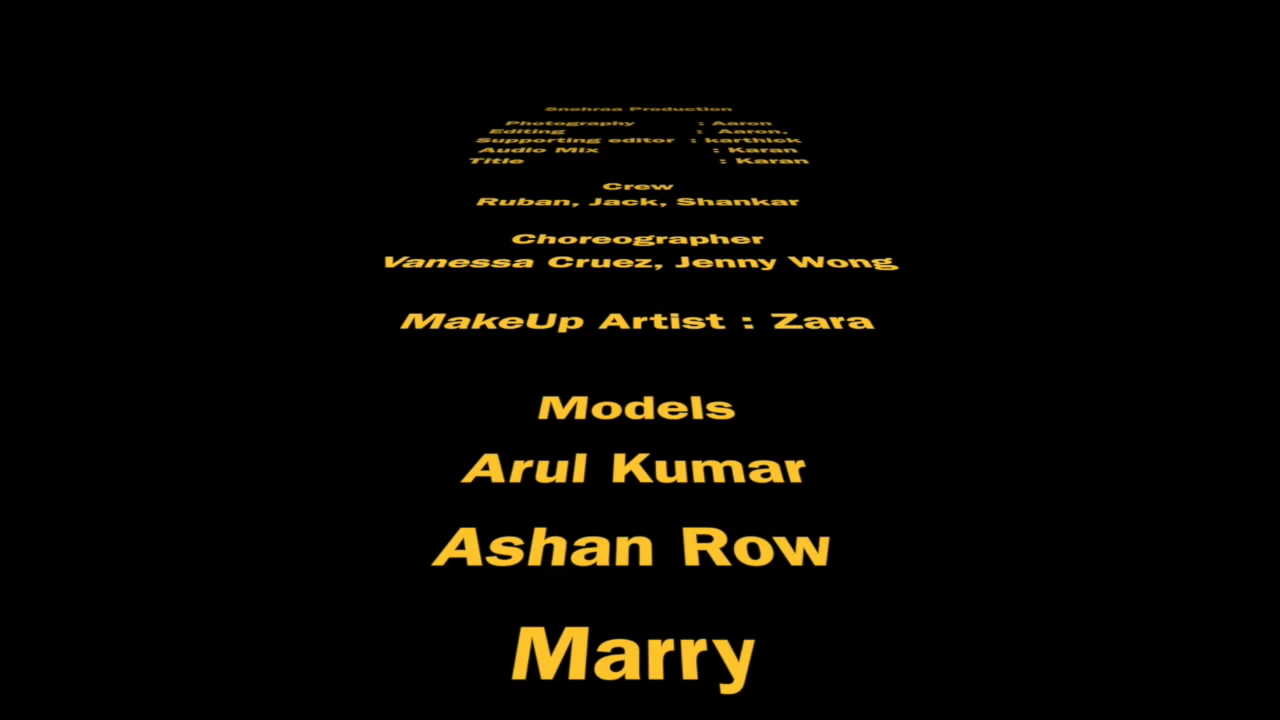 Snehraa Production
Photography : Aaron
Editing : Aaron,
Supporting editor : karthick
Audio Mix : Karan
Title : Karan
Crew
Ruban, Jack, Shankar
Choreographer
Vanessa Cruez, Jenny Wong
MakeUp Artist : Zara
Models
Arul Kumar
Ashan Row
Marry